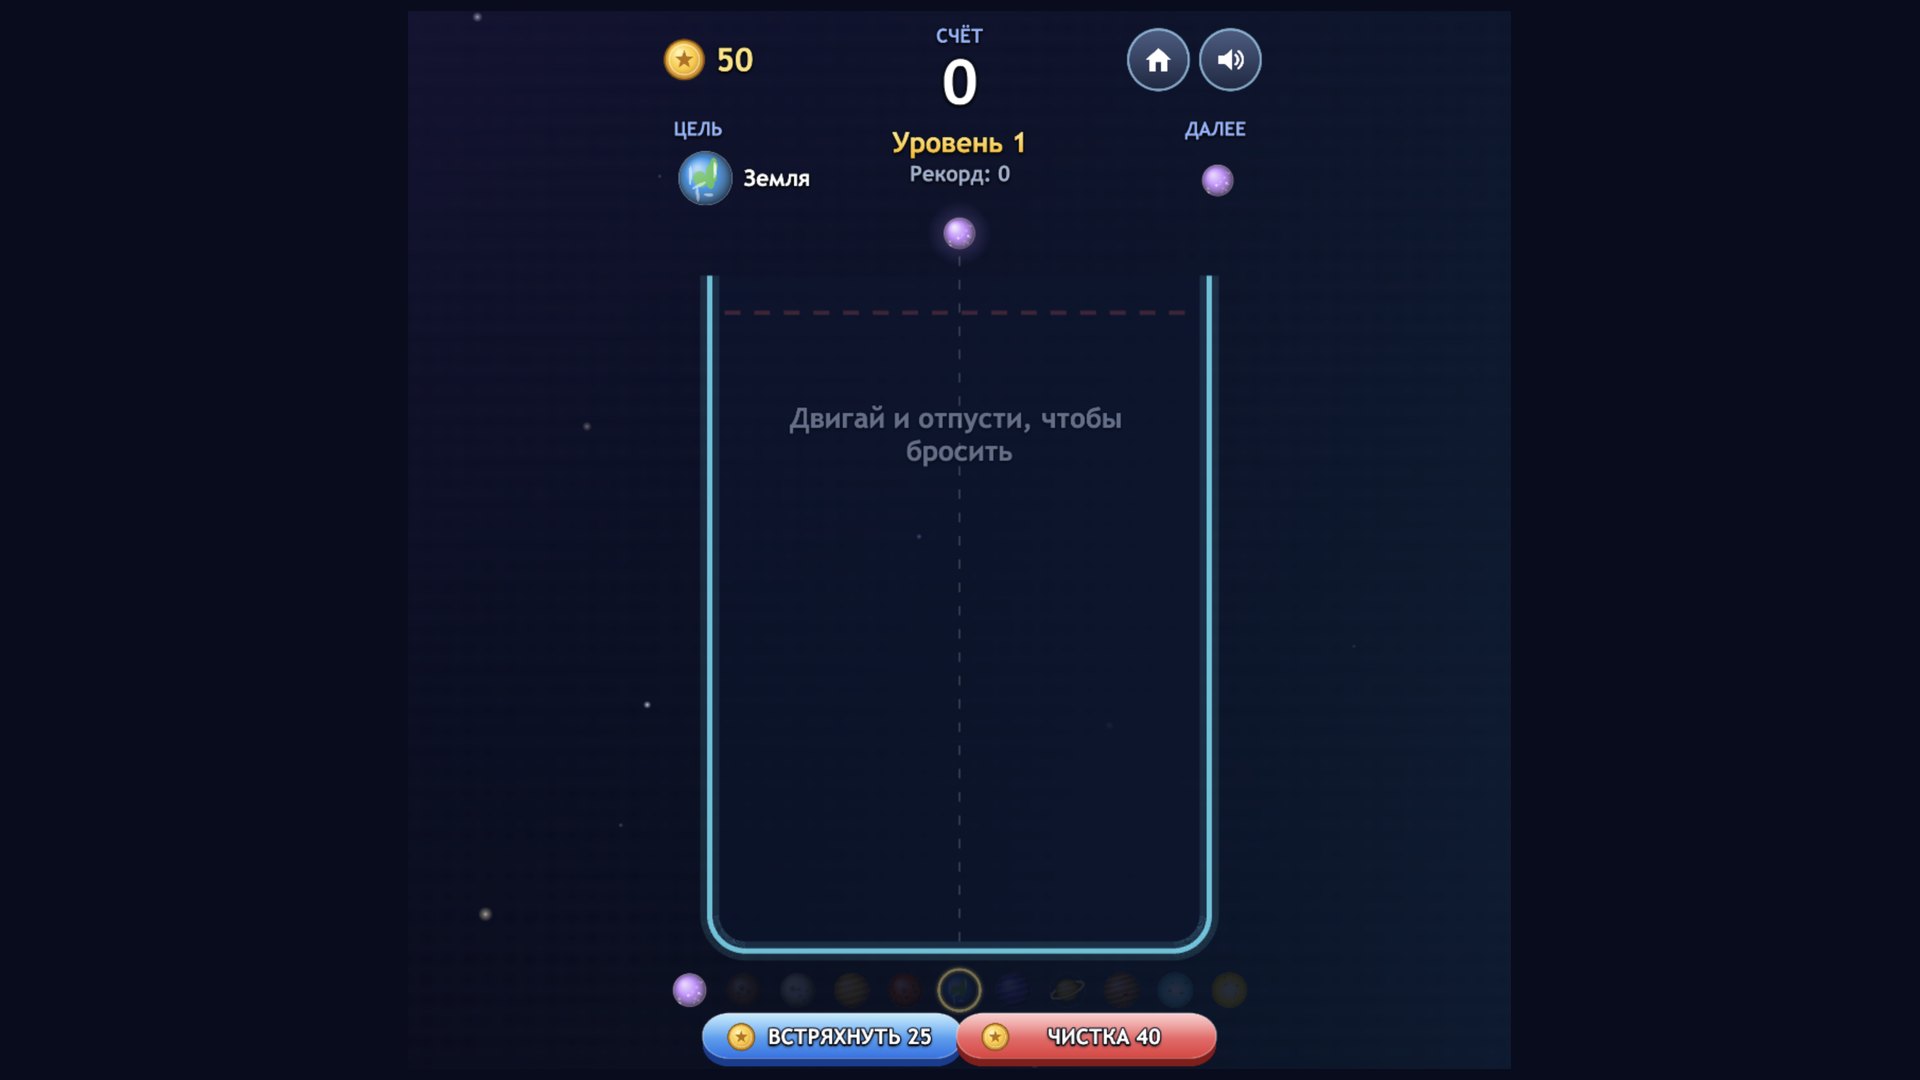 50
СЧЁТ
0
ЦЕЛЬ
Земля
Уровень 1
Рекорд: 0
ДАЛЕЕ
Двигай и отпусти, чтобы
бросить
ВСТРЯХНУТЬ 25
ЧИСТКА 40